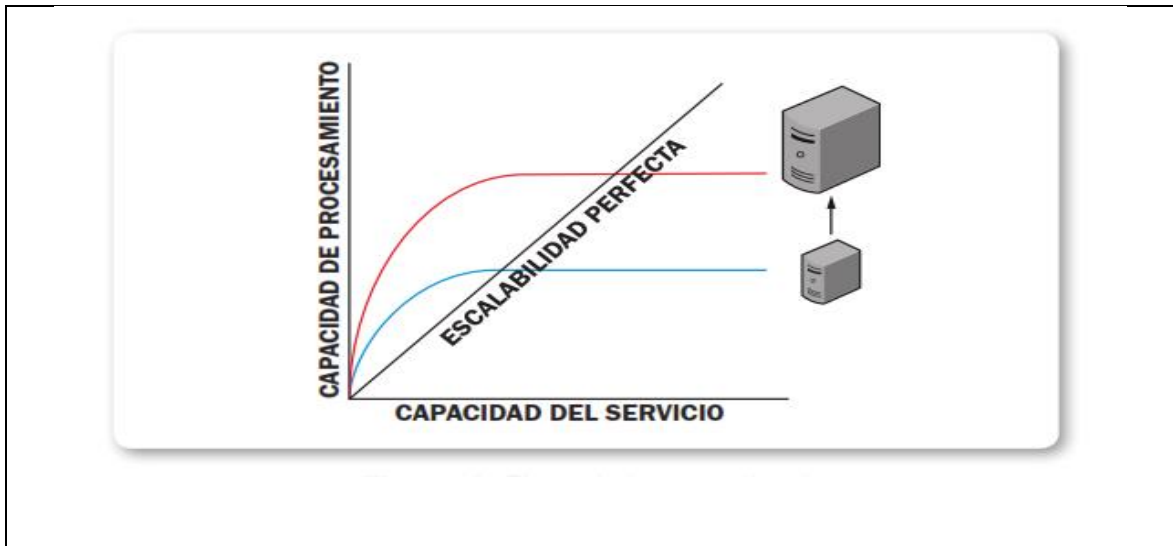 CAPACIDAD DE PROCESAMIENTO
ESCALABILIDAD PERFECTA
CAPACIDAD DEL SERVICIO